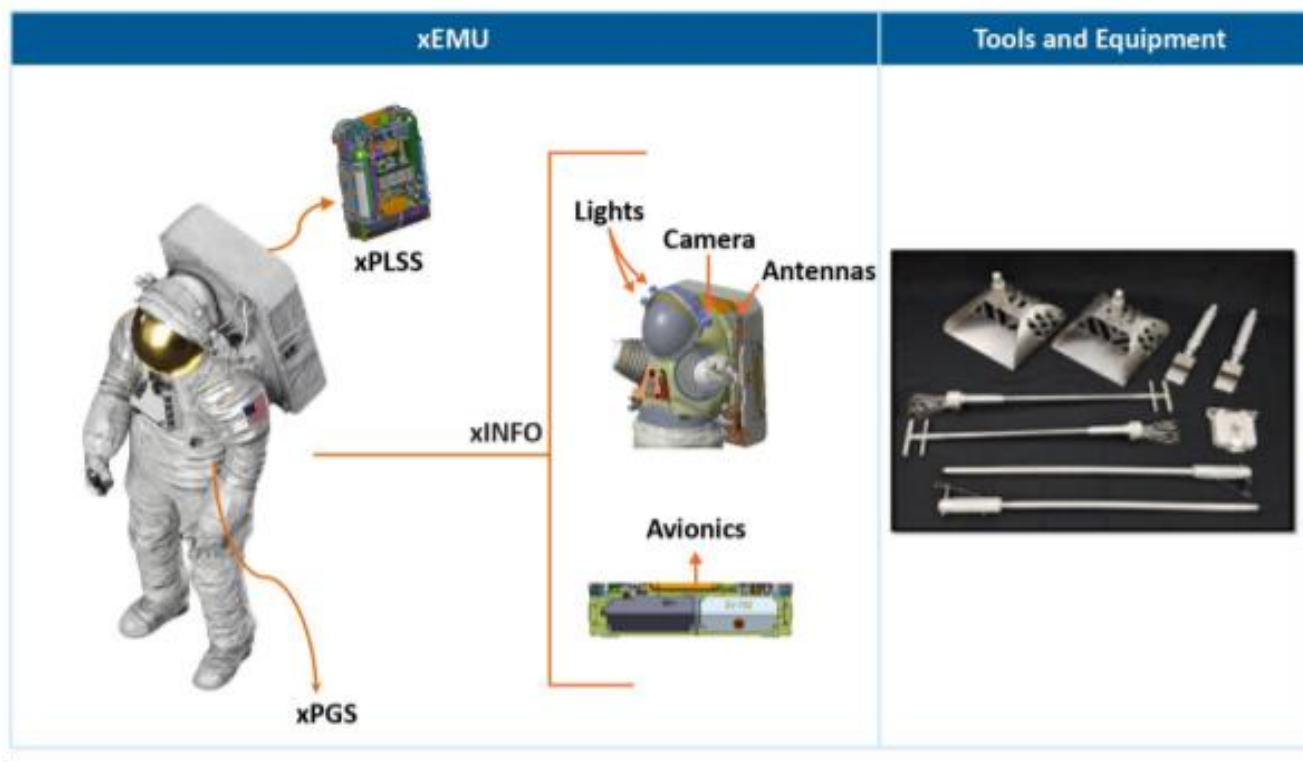 xEMU
Tools and Equipment
xPLSS
Lights
Camera
Antennas
xINFO
Avionics
xPGS